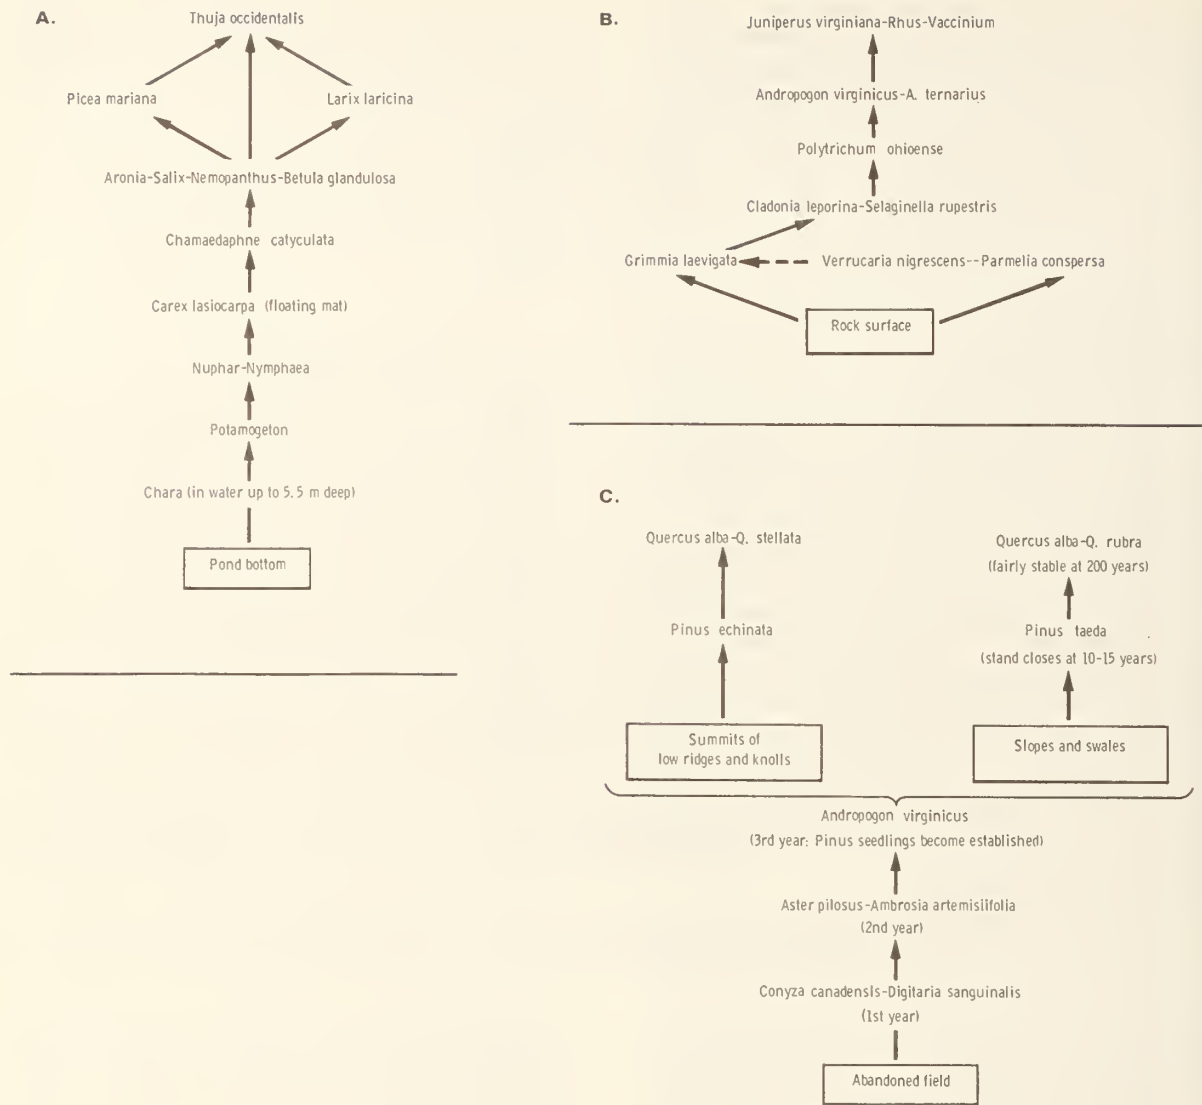 A.
Thuja occidentalis
Picea mariana
Larix laricina
Aronia-Salix-Nemopanthus-Betula glandulosa
Chamaedaphne catyculata
Carex lasiocarpa (floating mat)
Nuphar-Nymphaea
Potamogeton
Chara (in water up to 5.5 m deep)
Pond bottom
B.
Juniperus virginiana-Rhus-Vaccinium
Andropogon virginicus-A. ternarius
Polytrichum ohioense
Cladonia leporina-Selaginella rupestris
Grimmia laevigata
Verrucaria nigrescens--Parmelia conspersa
Rock surface
C.
Quercus alba-Q. stellata
Quercus alba-Q. rubra
(fairly stable at 200 years)
Pinus echinata
Pinus taeda
(stand closes at 10-15 years)
Summits of
low ridges and knolls
Slopes and swales
Andropogon virginicus
(3rd year: Pinus seedlings become established)
Aster pilosus-Ambrosia artemisiifolia
(2nd year)
Conyza canadensis-Digitaria sanguinalis
(1st year)
Abandoned field